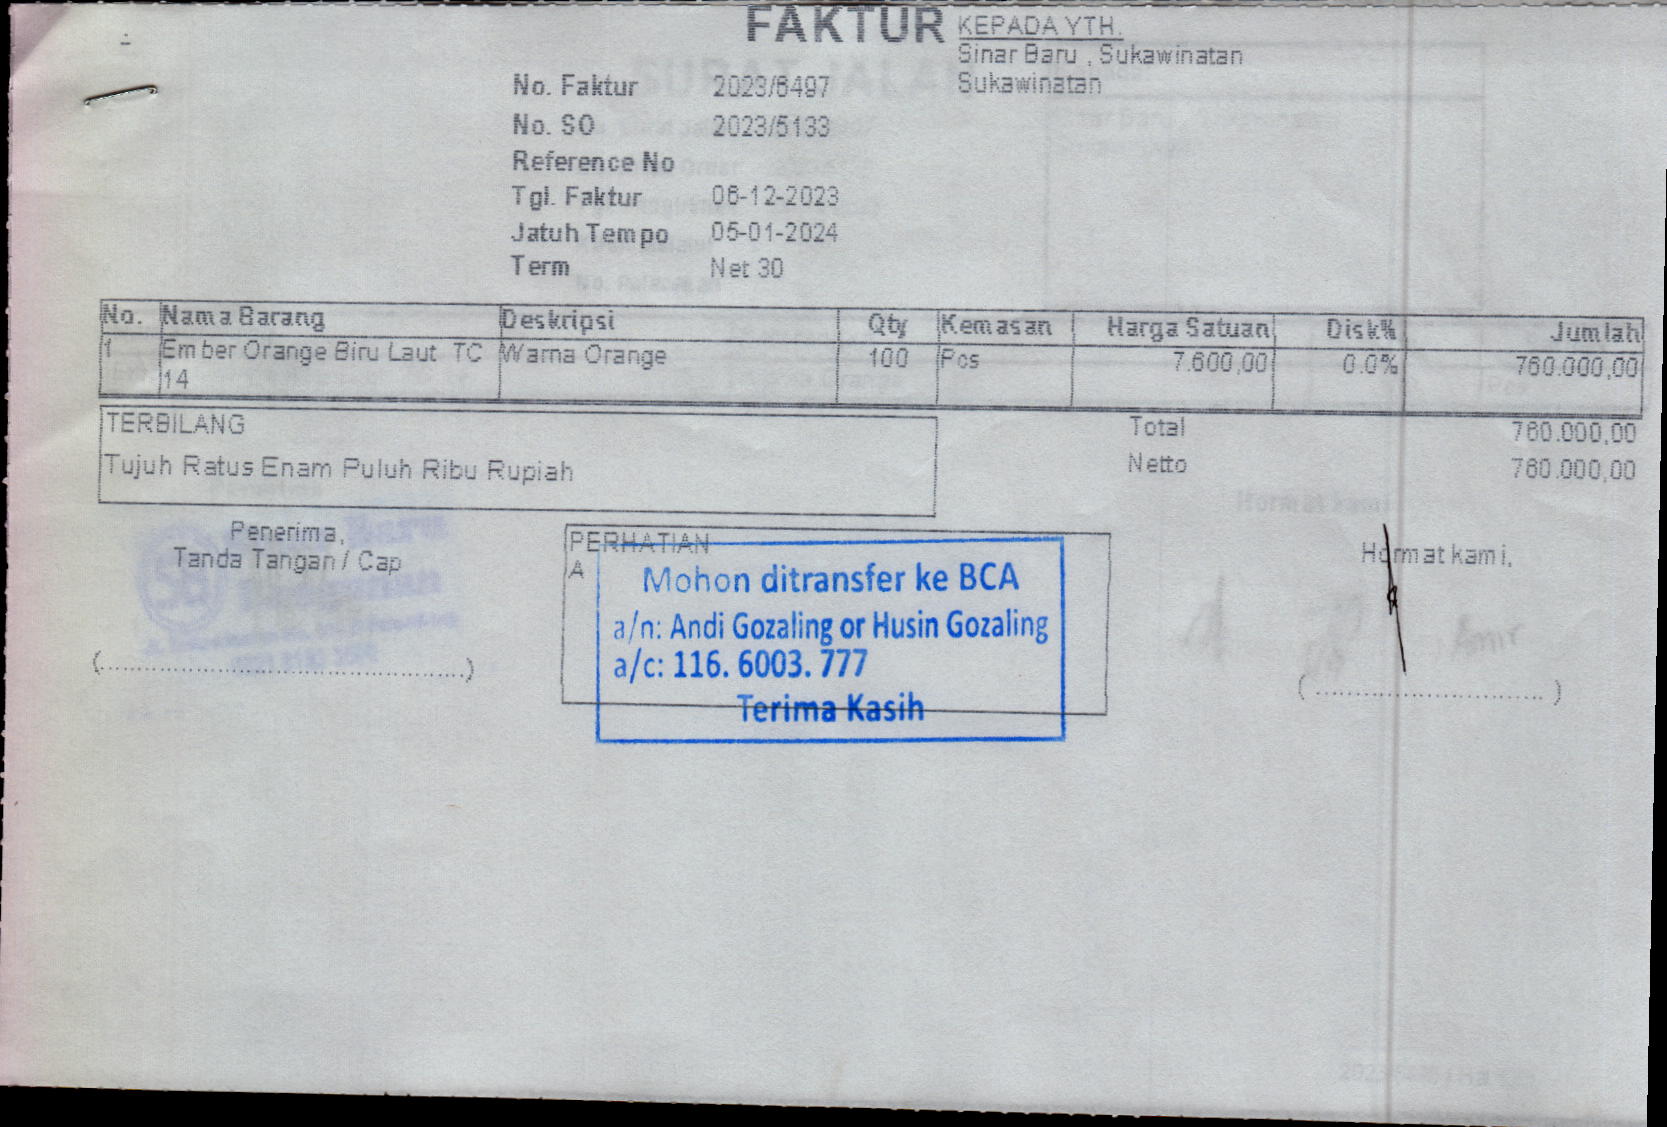 FAKTUR
KEPADA YTH.
Sinar Baru , Sukawinatan
Sukawinatan
No. Faktur 2023/6497
No. SO 2023/5133
Reference No
Tgl. Faktur 06-12-2023
Jatuh Tempo 05-01-2024
Term Net 30
No. Nama Barang Deskripsi Qty Kemasan Harga Satuan Disk% Jumlah
1 Ember Orange Biru Laut TC Warna Orange 100 Pcs 7.600,00 0.0% 760.000,00
14
TERBILANG Total 760.000,00
Tujuh Ratus Enam Puluh Ribu Rupiah Netto 760.000,00
Penerima,
Tanda Tangan / Cap
(..........................................)
PERHATIAN
A
Mohon ditransfer ke BCA
a/n: Andi Gozaling or Husin Gozaling
a/c: 116. 6003. 777
Terima Kasih
Hormat kami,
(..........................)